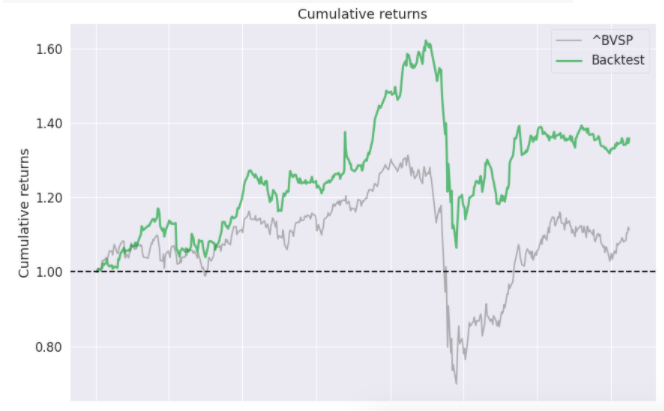 Cumulative returns
^BVSP
Backtest
1.60
1.40
1.20
1.00
0.80
Cumulative returns